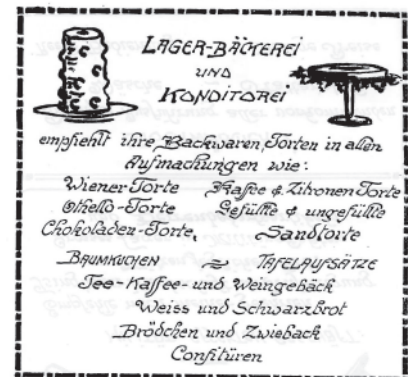 LAGER-BÄCKEREI
UND
KONDITOREI
empfiehlt ihre Backwaren, Torten in allen
Aufmachungen wie:
Wiener-Torte Kaffee & Zitronen Torte
Othello-Torte Gefüllte & ungefüllte
Chokoladen-Torte, Sandtorte
BAUMKUCHEN TAFELAUFSÄTZE
Tee-Kaffee- und Weingebäck
Weiss und Schwarzbrot
Brödchen und Zwieback
Confitüren